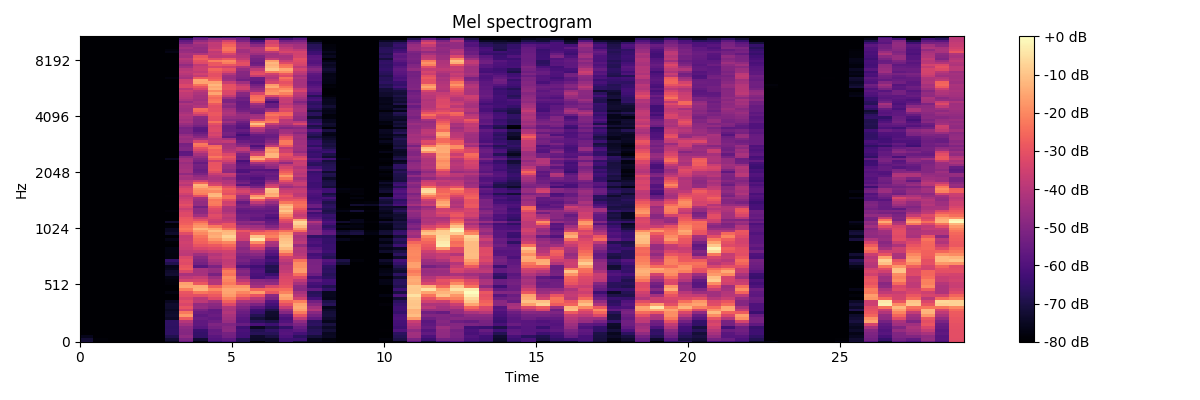 Mel spectrogram
8192
4096
2048
1024
512
0
Hz
0 5 10 15 20 25
Time
+0 dB
-10 dB
-20 dB
-30 dB
-40 dB
-50 dB
-60 dB
-70 dB
-80 dB